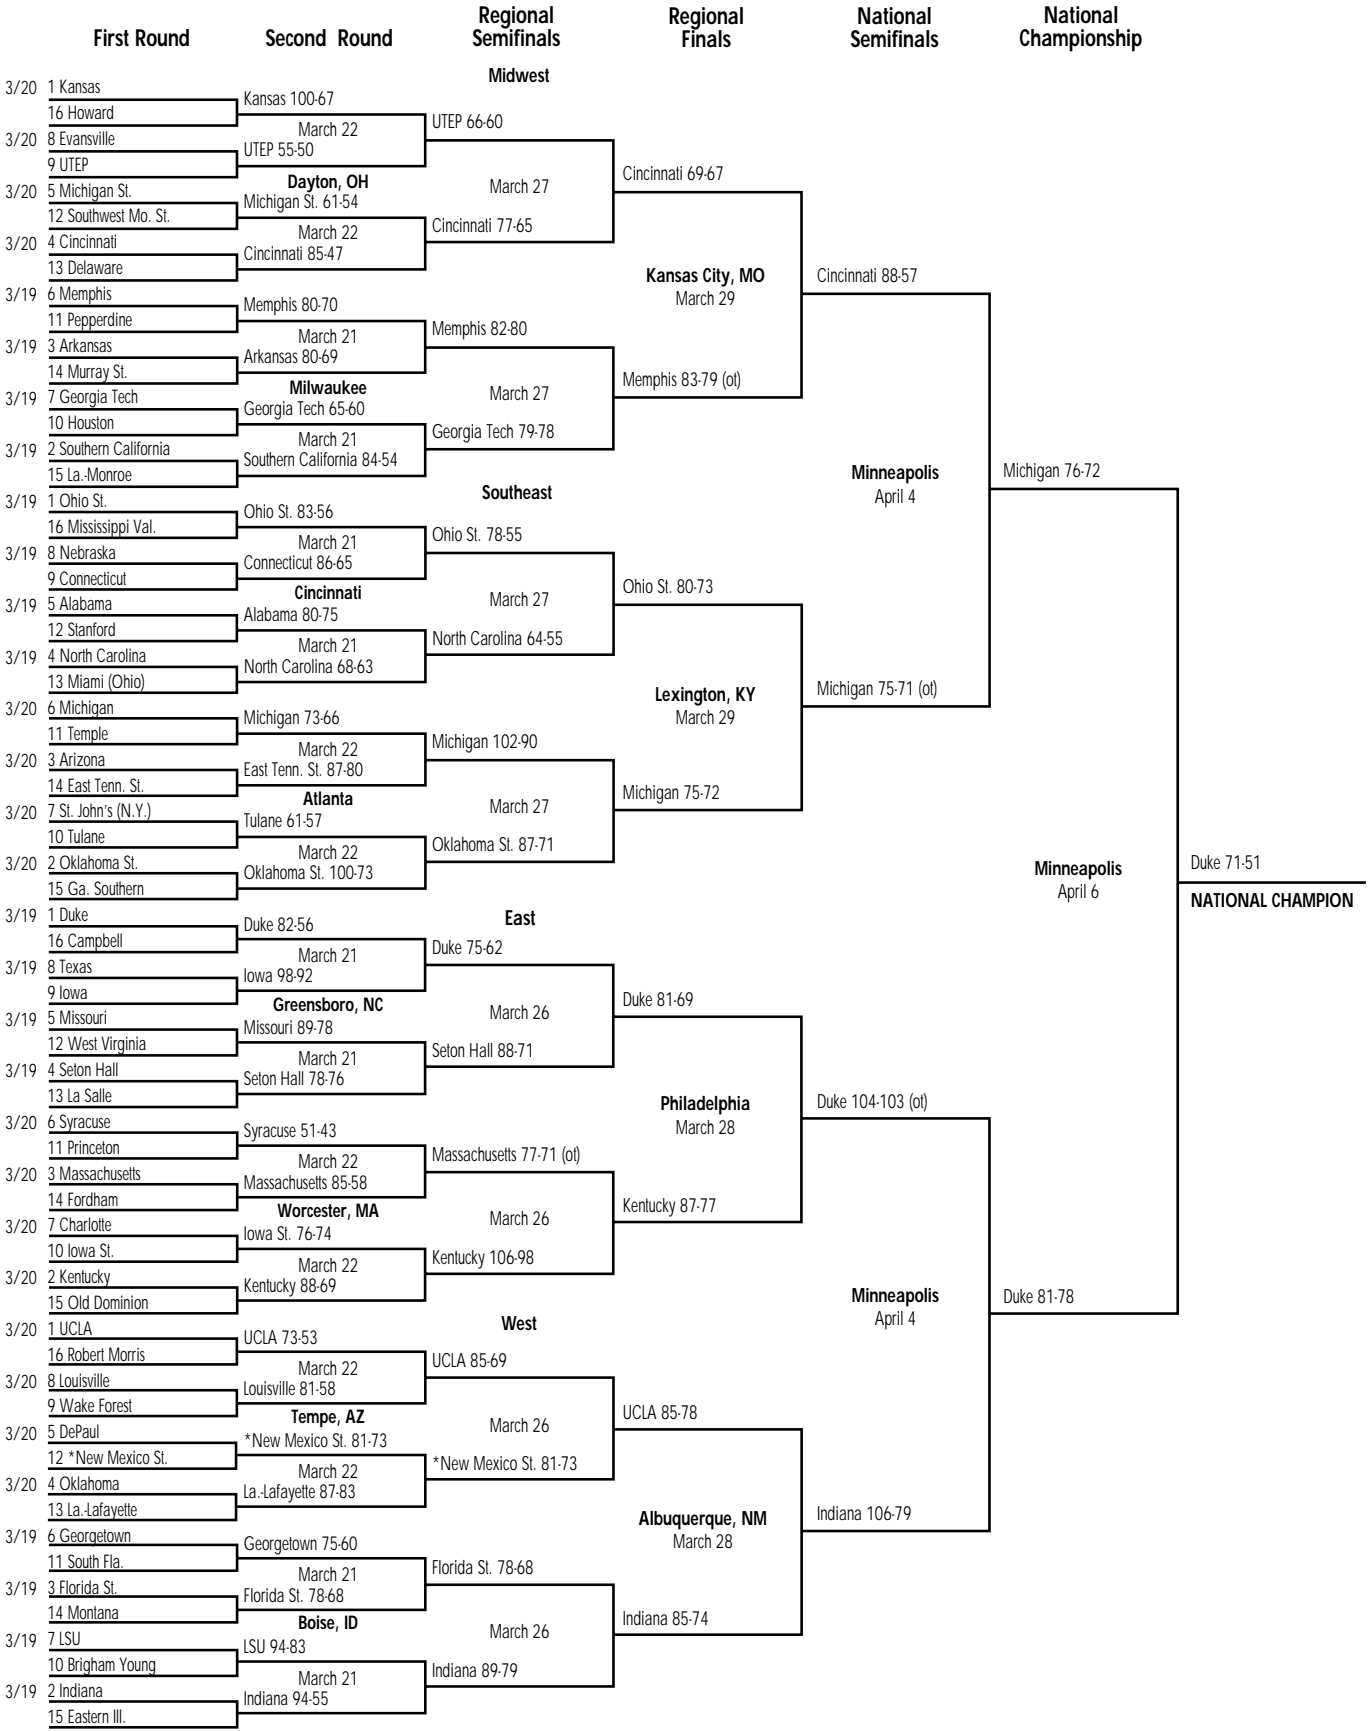 First Round
Second Round
Regional
Semifinals
Regional
Finals
National
Semifinals
National
Championship
Midwest
3/20 1 Kansas
16 Howard
Kansas 100-67
March 22
3/20 8 Evansville
9 UTEP
UTEP 55-50
UTEP 66-60
Dayton, OH
March 27
3/20 5 Michigan St.
12 Southwest Mo. St.
Michigan St. 61-54
March 22
3/20 4 Cincinnati
13 Delaware
Cincinnati 85-47
Cincinnati 77-65
Cincinnati 69-67
Kansas City, MO
March 29
3/19 6 Memphis
11 Pepperdine
Memphis 80-70
March 21
3/19 3 Arkansas
14 Murray St.
Arkansas 80-69
Memphis 82-80
Milwaukee
March 27
3/19 7 Georgia Tech
10 Houston
Georgia Tech 65-60
March 21
3/19 2 Southern California
15 La.-Monroe
Southern California 84-54
Georgia Tech 79-78
Memphis 83-79 (ot)
Cincinnati 88-57
Minneapolis
April 4
Michigan 76-72
Southeast
3/19 1 Ohio St.
16 Mississippi Val.
Ohio St. 83-56
March 21
3/19 8 Nebraska
9 Connecticut
Connecticut 86-65
Ohio St. 78-55
Cincinnati
March 27
3/19 5 Alabama
12 Stanford
Alabama 80-75
March 21
3/19 4 North Carolina
13 Miami (Ohio)
North Carolina 68-63
North Carolina 64-55
Ohio St. 80-73
Lexington, KY
March 29
Michigan 75-71 (ot)
3/20 6 Michigan
11 Temple
Michigan 73-66
March 22
3/20 3 Arizona
14 East Tenn. St.
East Tenn. St. 87-80
Michigan 102-90
Atlanta
March 27
3/20 7 St. John's (N.Y.)
10 Tulane
Tulane 61-57
March 22
3/20 2 Oklahoma St.
15 Ga. Southern
Oklahoma St. 100-73
Oklahoma St. 87-71
Michigan 75-72
Minneapolis
April 6
Duke 71-51
NATIONAL CHAMPION
East
3/19 1 Duke
16 Campbell
Duke 82-56
March 21
3/19 8 Texas
9 Iowa
Iowa 98-92
Duke 75-62
Greensboro, NC
March 26
3/19 5 Missouri
12 West Virginia
Missouri 89-78
March 21
3/19 4 Seton Hall
13 La Salle
Seton Hall 78-76
Seton Hall 88-71
Duke 81-69
Philadelphia
March 28
Duke 104-103 (ot)
3/20 6 Syracuse
11 Princeton
Syracuse 51-43
March 22
3/20 3 Massachusetts
14 Fordham
Massachusetts 85-58
Massachusetts 77-71 (ot)
Worcester, MA
March 26
3/20 7 Charlotte
10 Iowa St.
Iowa St. 76-74
March 22
3/20 2 Kentucky
15 Old Dominion
Kentucky 88-69
Kentucky 106-98
Kentucky 87-77
Minneapolis
April 4
Duke 81-78
West
3/20 1 UCLA
16 Robert Morris
UCLA 73-53
March 22
3/20 8 Louisville
9 Wake Forest
Louisville 81-58
UCLA 85-69
Tempe, AZ
March 26
3/20 5 DePaul
12 *New Mexico St.
*New Mexico St. 81-73
March 22
3/20 4 Oklahoma
13 La.-Lafayette
La.-Lafayette 87-83
*New Mexico St. 81-73
UCLA 85-78
Albuquerque, NM
March 28
Indiana 106-79
3/19 6 Georgetown
11 South Fla.
Georgetown 75-60
March 21
3/19 3 Florida St.
14 Montana
Florida St. 78-68
Florida St. 78-68
Boise, ID
March 26
3/19 7 LSU
10 Brigham Young
LSU 94-83
March 21
3/19 2 Indiana
15 Eastern Ill.
Indiana 94-55
Indiana 89-79
Indiana 85-74